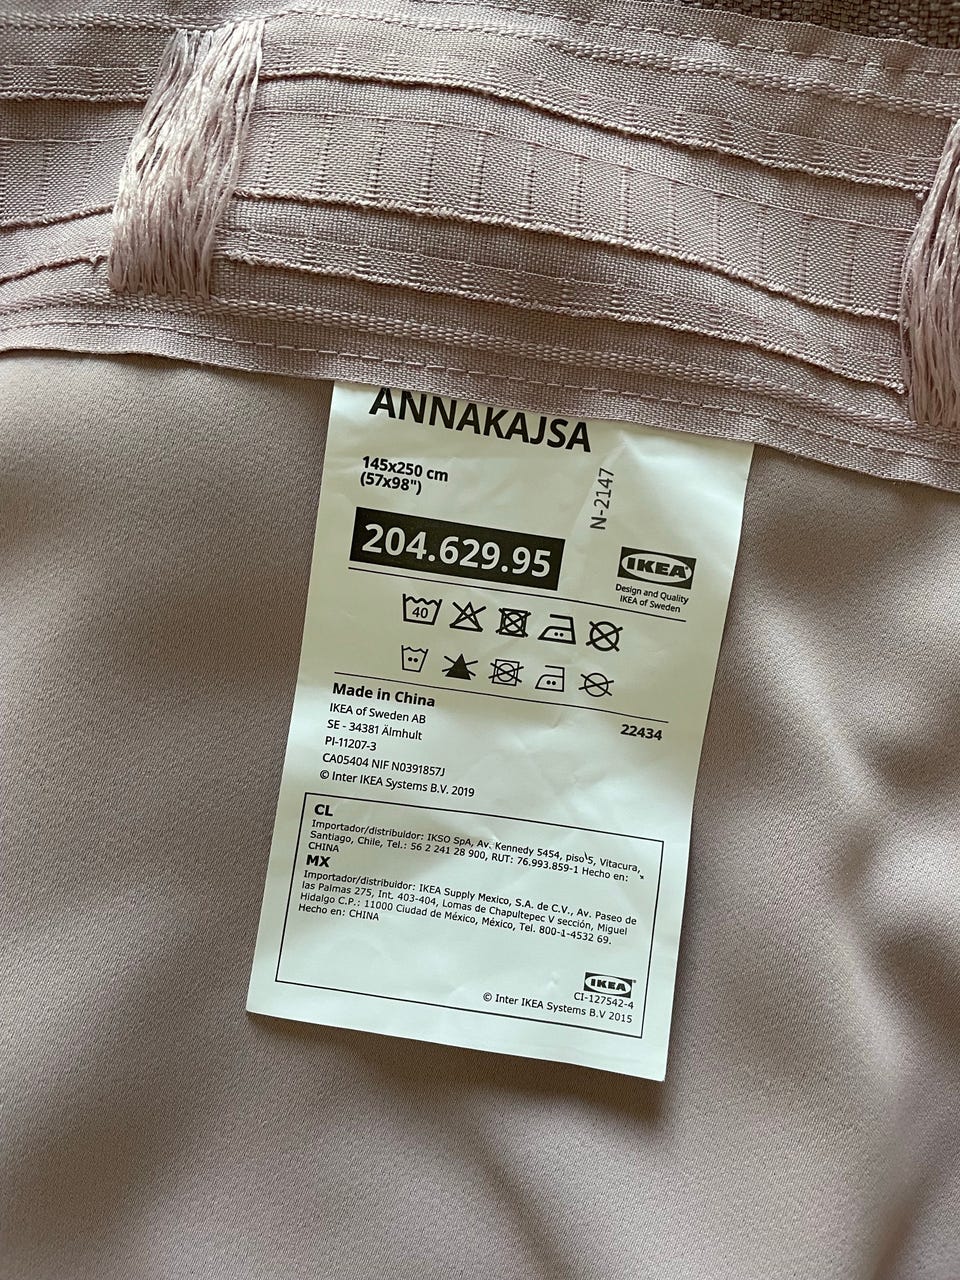 ANNAKAJSA
145x250 cm
(57x98")
N-2147
204.629.95
IKEA
Design and Quality
IKEA of Sweden
40
Made in China
22434
IKEA of Sweden AB
SE - 34381 Älmhult
PI-11207-3
CA05404 NIF N0391857J
© Inter IKEA Systems B.V. 2019
CL
Importador/distribuidor: IKSO SpA, Av. Kennedy 5454, piso 5, Vitacura,
Santiago, Chile, Tel.: 56 2 241 28 900, RUT: 76.993.859-1 Hecho en:
CHINA
MX
Importador/distribuidor: IKEA Supply Mexico, S.A. de C.V., Av. Paseo de
las Palmas 275, Int. 403-404, Lomas de Chapultepec V sección, Miguel
Hidalgo C.P.: 11000 Ciudad de México, México, Tel. 800-1-4532 69.
Hecho en: CHINA
IKEA
CI-127542-4
© Inter IKEA Systems B.V 2015